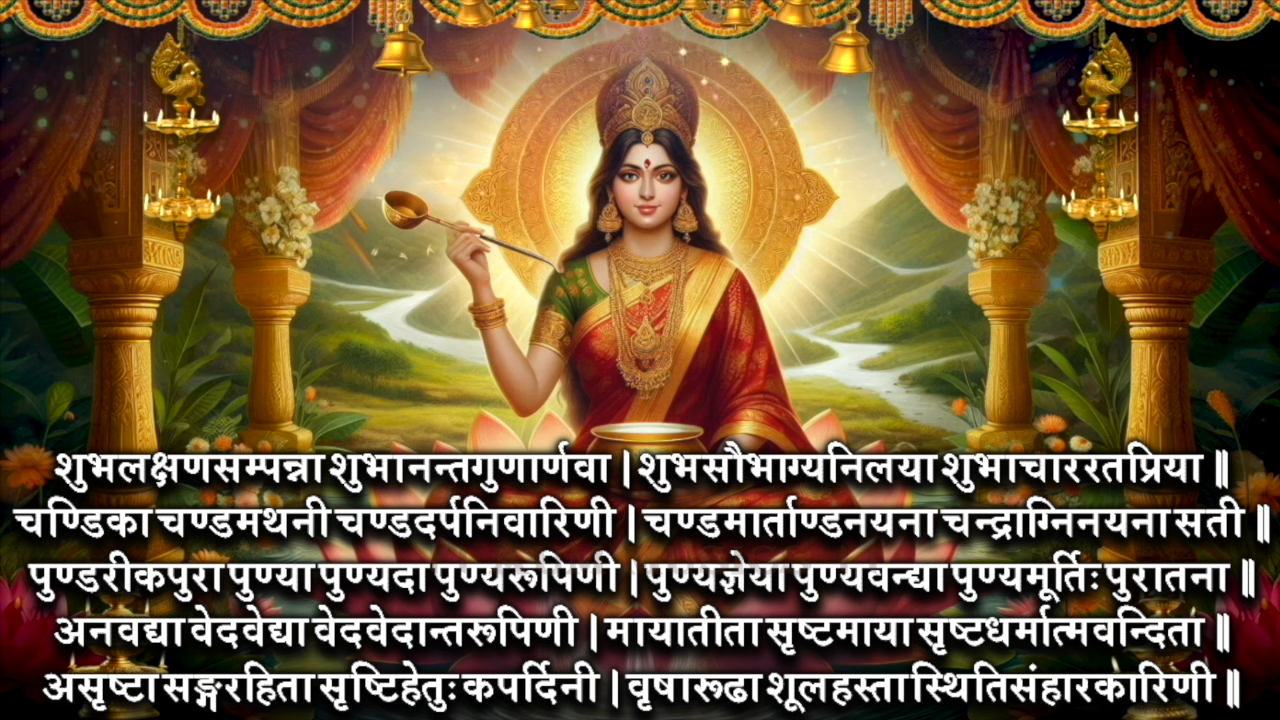 शुभलक्षणसम्पन्ना शुभानन्तगुणार्णवा | शुभसौभाग्यनिलया शुभाचाररतप्रिया ॥
चण्डिका चण्डमथनी चण्डदर्पनिवारिणी | चण्डमार्ताण्डनयना चन्द्राग्निनयना सती ॥
पुण्डरीकपुरा पुण्या पुण्यदा पुण्यरूपिणी | पुण्यज्ञेया पुण्यवन्द्या पुण्यमूर्तिः पुरातना ॥
अनवद्या वेदवेद्या वेदवेदान्तरूपिणी | मायातीता सृष्टमाया सृष्टधर्मात्मवन्दिता ॥
असृष्टा सङ्गरहिता सृष्टिहेतुः कपर्दिनी | वृषारूढा शूलहस्ता स्थितिसंहारकारिणी ॥